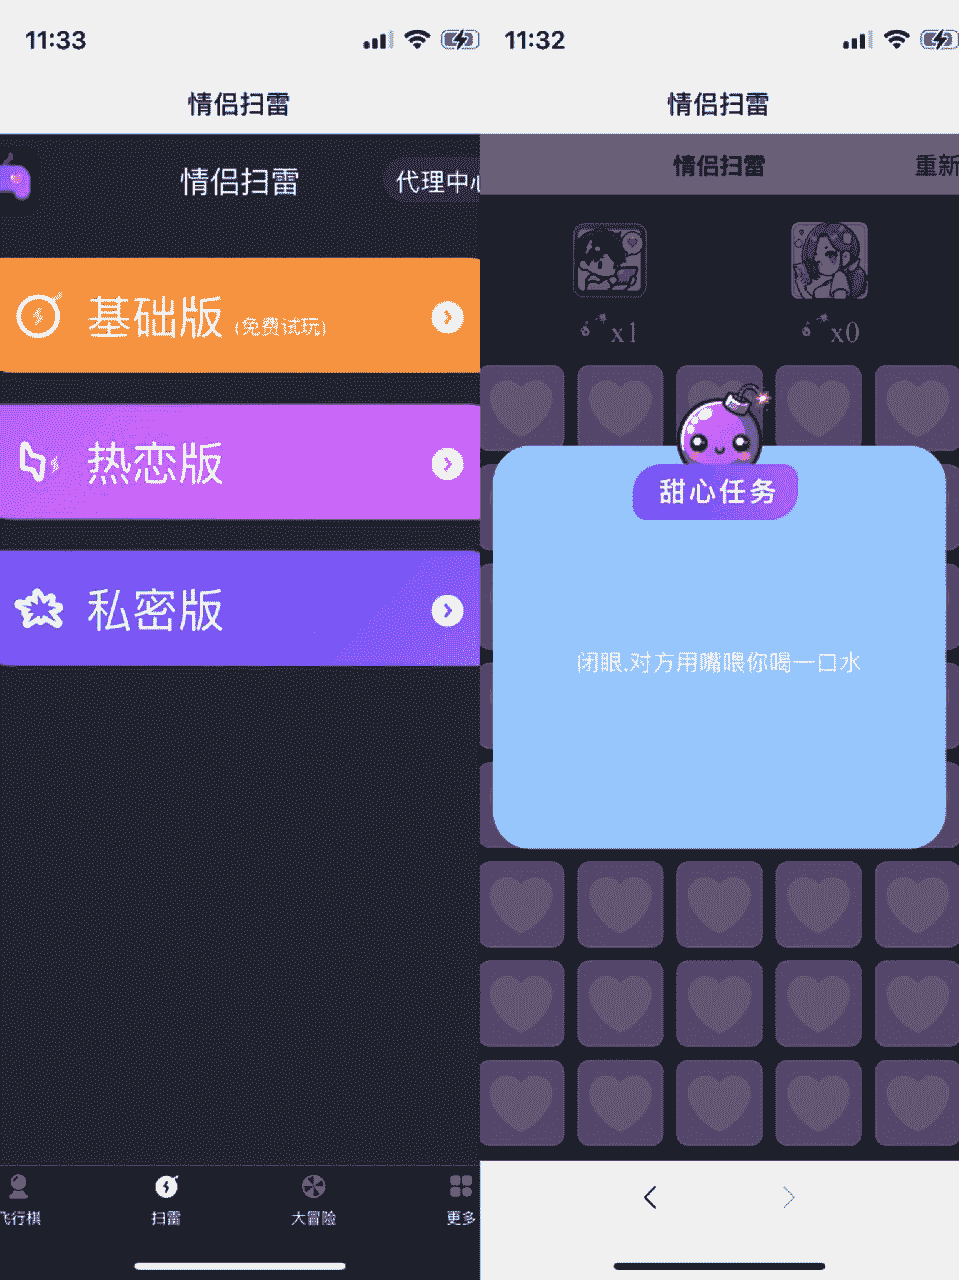 11:33
情侣扫雷
情侣扫雷
代理中心
基础版 (免费试玩)
热恋版
私密版
飞行棋
扫雷
大冒险
更多
11:32
情侣扫雷
情侣扫雷
重新
x1
x0
甜心任务
闭眼,对方用嘴喂你喝一口水